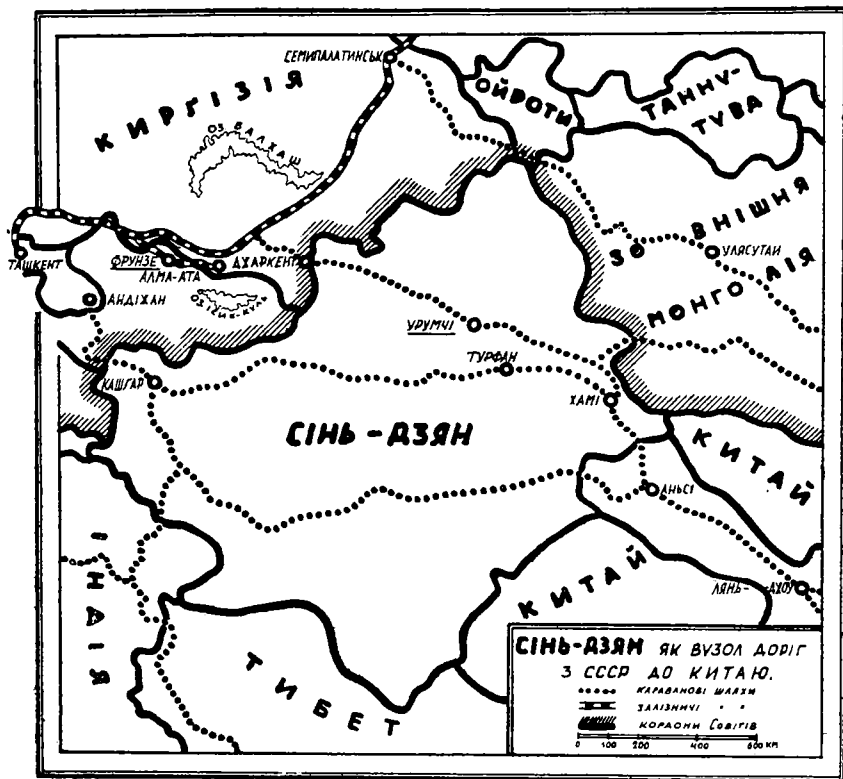 СЕМИПАЛАТИНСЬК
КИРҐІЗІЯ
ОЙРОТИ
ТАННУ-
ТУВА
ОЗ БАЛХАШ
ЗОВНІШНЯ
МОНГОЛІЯ
УЛЯСУТАЙ
ТАШКЕНТ
ФРУНЗЕ
АЛМА-АТА
ДЖАРКЕНТ
АНДІЖАН
УРУМЧІ
ТУРФАН
КАШГАР
ХАМІ
СІНЬ-ДЗЯН
КИТАЙ
АНЬСІ
ІНДІЯ
КИТАЙ
ЛЯНЬ-ДЖОУ
ТИБЕТ
СІНЬ-ДЗЯН ЯК ВУЗОЛ ДОРІГ
З СССР ДО КИТАЮ.
КАРАВАНОВІ ШЛЯХИ
ЗАЛІЗНИЧІ " "
КОРДОНИ СОВІТІВ
0 100 200 400 600 КМ